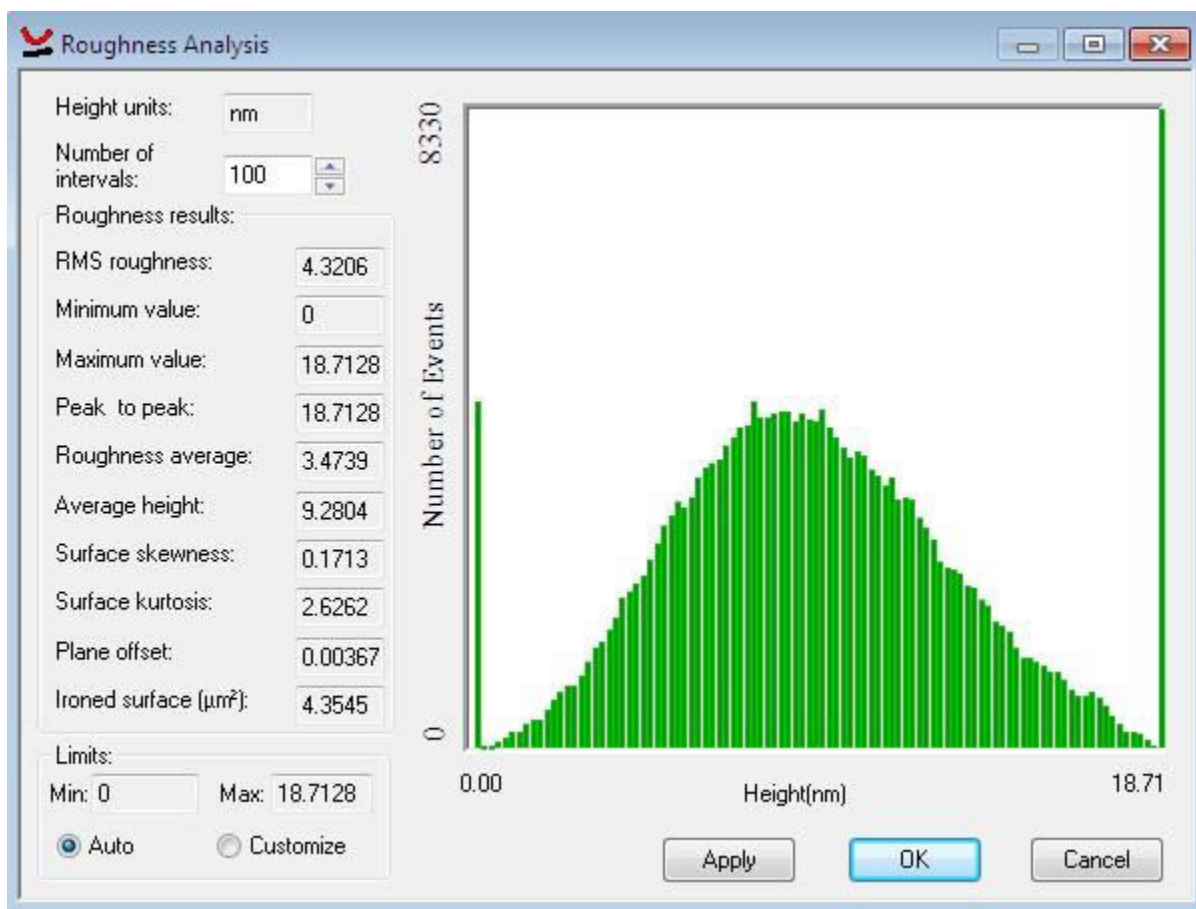 Roughness Analysis
Height units: nm
Number of
intervals: 100
Roughness results:
RMS roughness: 4.3206
Minimum value: 0
Maximum value: 18.7128
Peak to peak: 18.7128
Roughness average: 3.4739
Average height: 9.2804
Surface skewness: 0.1713
Surface kurtosis: 2.6262
Plane offset: 0.00367
Ironed surface (µm²): 4.3545
Limits:
Min: 0 Max: 18.7128
Auto Customize
8330
Number of Events
0
0.00 Height(nm) 18.71
Apply OK Cancel